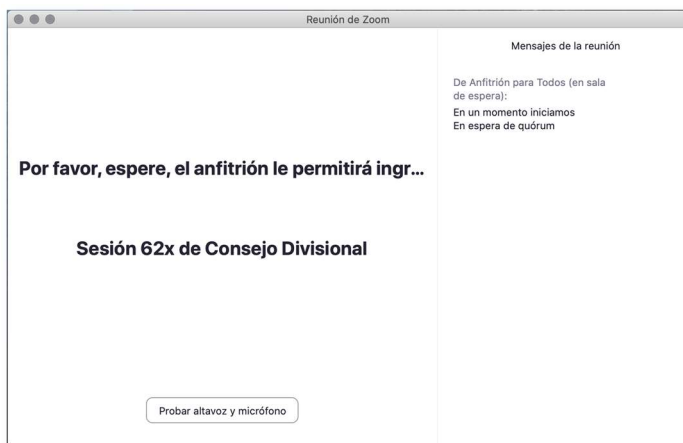 Reunión de Zoom
Por favor, espere, el anfitrión le permitirá ingr...
Sesión 62x de Consejo Divisional
Probar altavoz y micrófono
Mensajes de la reunión
De Anfitrión para Todos (en sala
de espera):
En un momento iniciamos
En espera de quórum